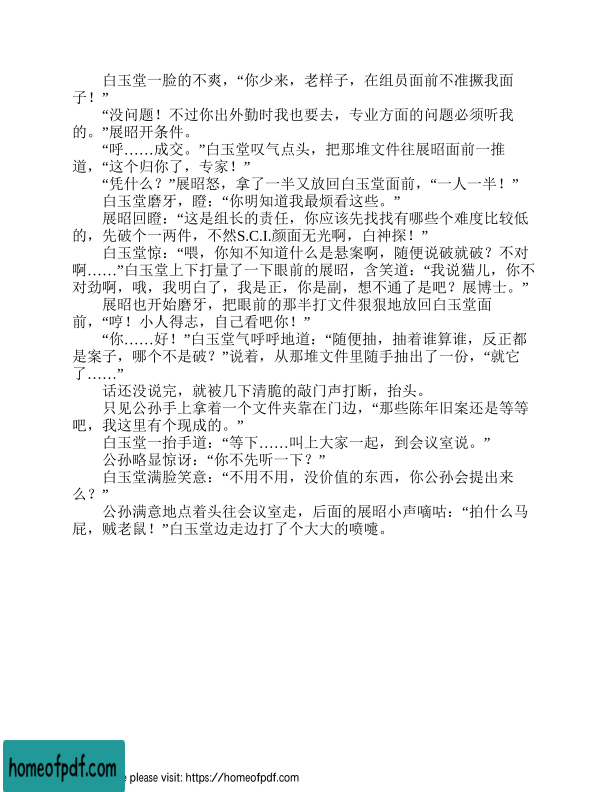 白玉堂一脸的不爽，“你少来，老样子，在组员面前不准撅我面
子！”
“没问题！不过你出外勤时我也要去，专业方面的问题必须听我
的。”展昭开条件。
“呼……成交。”白玉堂叹气点头，把那堆文件往展昭面前一推
道，“这个归你了，专家！”
“凭什么？”展昭怒，拿了一半又放回白玉堂面前，“一人一半！”
白玉堂磨牙，瞪：“你明知道我最烦看这些。”
展昭回瞪：“这是组长的责任，你应该先找找有哪些个难度比较低
的，先破个一两件，不然S.C.I.颜面无光啊，白神探！”
白玉堂惊：“喂，你知不知道什么是悬案啊，随便说破就破？不对
啊……”白玉堂上下打量了一下眼前的展昭，含笑道：“我说猫儿，你不
对劲啊，哦，我明白了，我是正，你是副，想不通了是吧？展博士。”
展昭也开始磨牙，把眼前的那半打文件狠狠地放回白玉堂面
前，“哼！小人得志，自己看吧你！”
“你……好！”白玉堂气呼呼地道：“随便抽，抽着谁算谁，反正都
是案子，哪个不是破？”说着，从那堆文件里随手抽出了一份，“就它
了……”
话还没说完，就被几下清脆的敲门声打断，抬头。
只见公孙手上拿着一个文件夹靠在门边，“那些陈年旧案还是等等
吧，我这里有个现成的。”
白玉堂一抬手道：“等下……叫上大家一起，到会议室说。”
公孙略显惊讶：“你不先听一下？”
白玉堂满脸笑意：“不用不用，没价值的东西，你公孙会提出来
么？”
公孙满意地点着头往会议室走，后面的展昭小声嘀咕：“拍什么马
屁，贼老鼠！”白玉堂边走边打了个大大的喷嚏。
homeofpdf.com
e please visit: https://homeofpdf.com